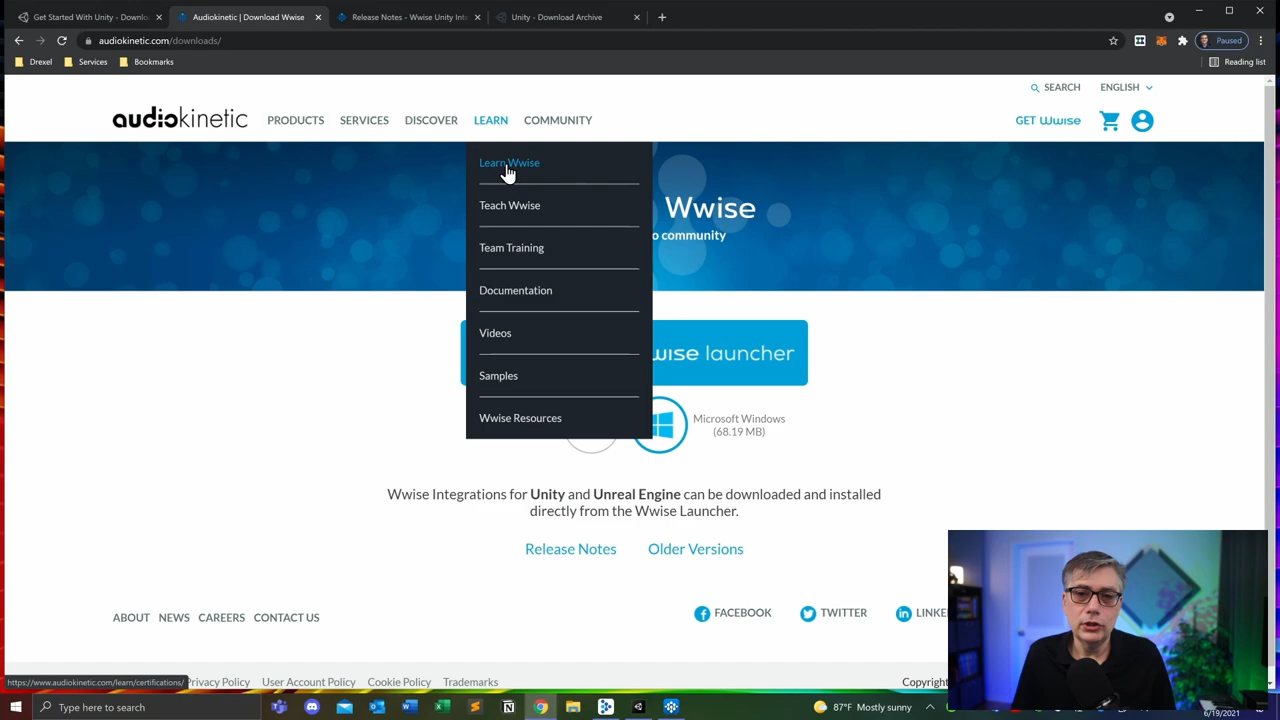 Get Started With Unity - Downlo
Audiokinetic | Download Wwise
Release Notes - Wwise Unity Int
Unity - Download Archive
audiokinetic.com/downloads/
Paused
Drexel
Services
Bookmarks
Reading list
SEARCH
ENGLISH
audiokinetic
PRODUCTS
SERVICES
DISCOVER
LEARN
COMMUNITY
GET Wwise
Learn Wwise
Teach Wwise
Wwise
o community
Team Training
Documentation
Videos
wise launcher
Samples
Wwise Resources
Microsoft Windows
(68.19 MB)
Wwise Integrations for Unity and Unreal Engine can be downloaded and installed
directly from the Wwise Launcher.
Release Notes
Older Versions
ABOUT
NEWS
CAREERS
CONTACT US
FACEBOOK
TWITTER
LINKE
https://www.audiokinetic.com/learn/certifications/
Privacy Policy
User Account Policy
Cookie Policy
Trademarks
Copyright
Type here to search
87°F Mostly sunny
6/19/2021